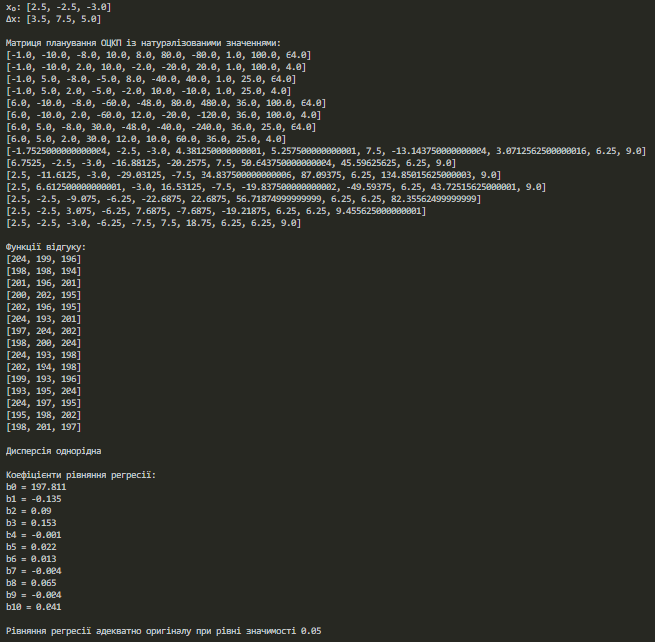 x₀: [2.5, -2.5, -3.0]
Δx: [3.5, 7.5, 5.0]
Матриця планування ОЦКП із натуралізованими значеннями:
[-1.0, -10.0, -8.0, 10.0, 8.0, 80.0, -80.0, 1.0, 100.0, 64.0]
[-1.0, -10.0, 2.0, 10.0, -2.0, -20.0, 20.0, 1.0, 100.0, 4.0]
[-1.0, 5.0, -8.0, -5.0, 8.0, -40.0, 40.0, 1.0, 25.0, 64.0]
[-1.0, 5.0, 2.0, -5.0, -2.0, 10.0, -10.0, 1.0, 25.0, 4.0]
[6.0, -10.0, -8.0, -60.0, -48.0, 80.0, 480.0, 36.0, 100.0, 64.0]
[6.0, -10.0, 2.0, -60.0, 12.0, -20.0, -120.0, 36.0, 100.0, 4.0]
[6.0, 5.0, -8.0, 30.0, -48.0, -40.0, -240.0, 36.0, 25.0, 64.0]
[6.0, 5.0, 2.0, 30.0, 12.0, 10.0, 60.0, 36.0, 25.0, 4.0]
[-1.7525000000000004, -2.5, -3.0, 4.381250000000001, 5.257500000000001, 7.5, -13.143750000000004, 3.0712562500000016, 6.25, 9.0]
[6.7525, -2.5, -3.0, -16.88125, -20.2575, 7.5, 50.643750000000004, 45.59625625, 6.25, 9.0]
[2.5, -11.6125, -3.0, -29.03125, -7.5, 34.837500000000006, 87.09375, 6.25, 134.85015625000003, 9.0]
[2.5, 6.612500000000001, -3.0, 16.53125, -7.5, -19.837500000000002, -49.59375, 6.25, 43.72515625000001, 9.0]
[2.5, -2.5, -9.075, -6.25, -22.6875, 22.6875, 56.71874999999999, 6.25, 6.25, 82.35562499999999]
[2.5, -2.5, 3.075, -6.25, 7.6875, -7.6875, -19.21875, 6.25, 6.25, 9.455625000000001]
[2.5, -2.5, -3.0, -6.25, -7.5, 7.5, 18.75, 6.25, 6.25, 9.0]
Функції відгуку:
[204, 199, 196]
[198, 198, 194]
[201, 196, 201]
[200, 202, 195]
[202, 196, 195]
[204, 193, 201]
[197, 204, 202]
[198, 200, 204]
[204, 193, 198]
[202, 194, 198]
[199, 193, 196]
[193, 195, 204]
[204, 197, 195]
[195, 198, 202]
[198, 201, 197]
Дисперсія однорідна
Коефіцієнти рівняння регресії:
b0 = 197.811
b1 = -0.135
b2 = 0.09
b3 = 0.153
b4 = -0.001
b5 = 0.022
b6 = 0.013
b7 = -0.004
b8 = 0.065
b9 = -0.004
b10 = 0.041
Рівняння регресії адекватно оригіналу при рівні значимості 0.05